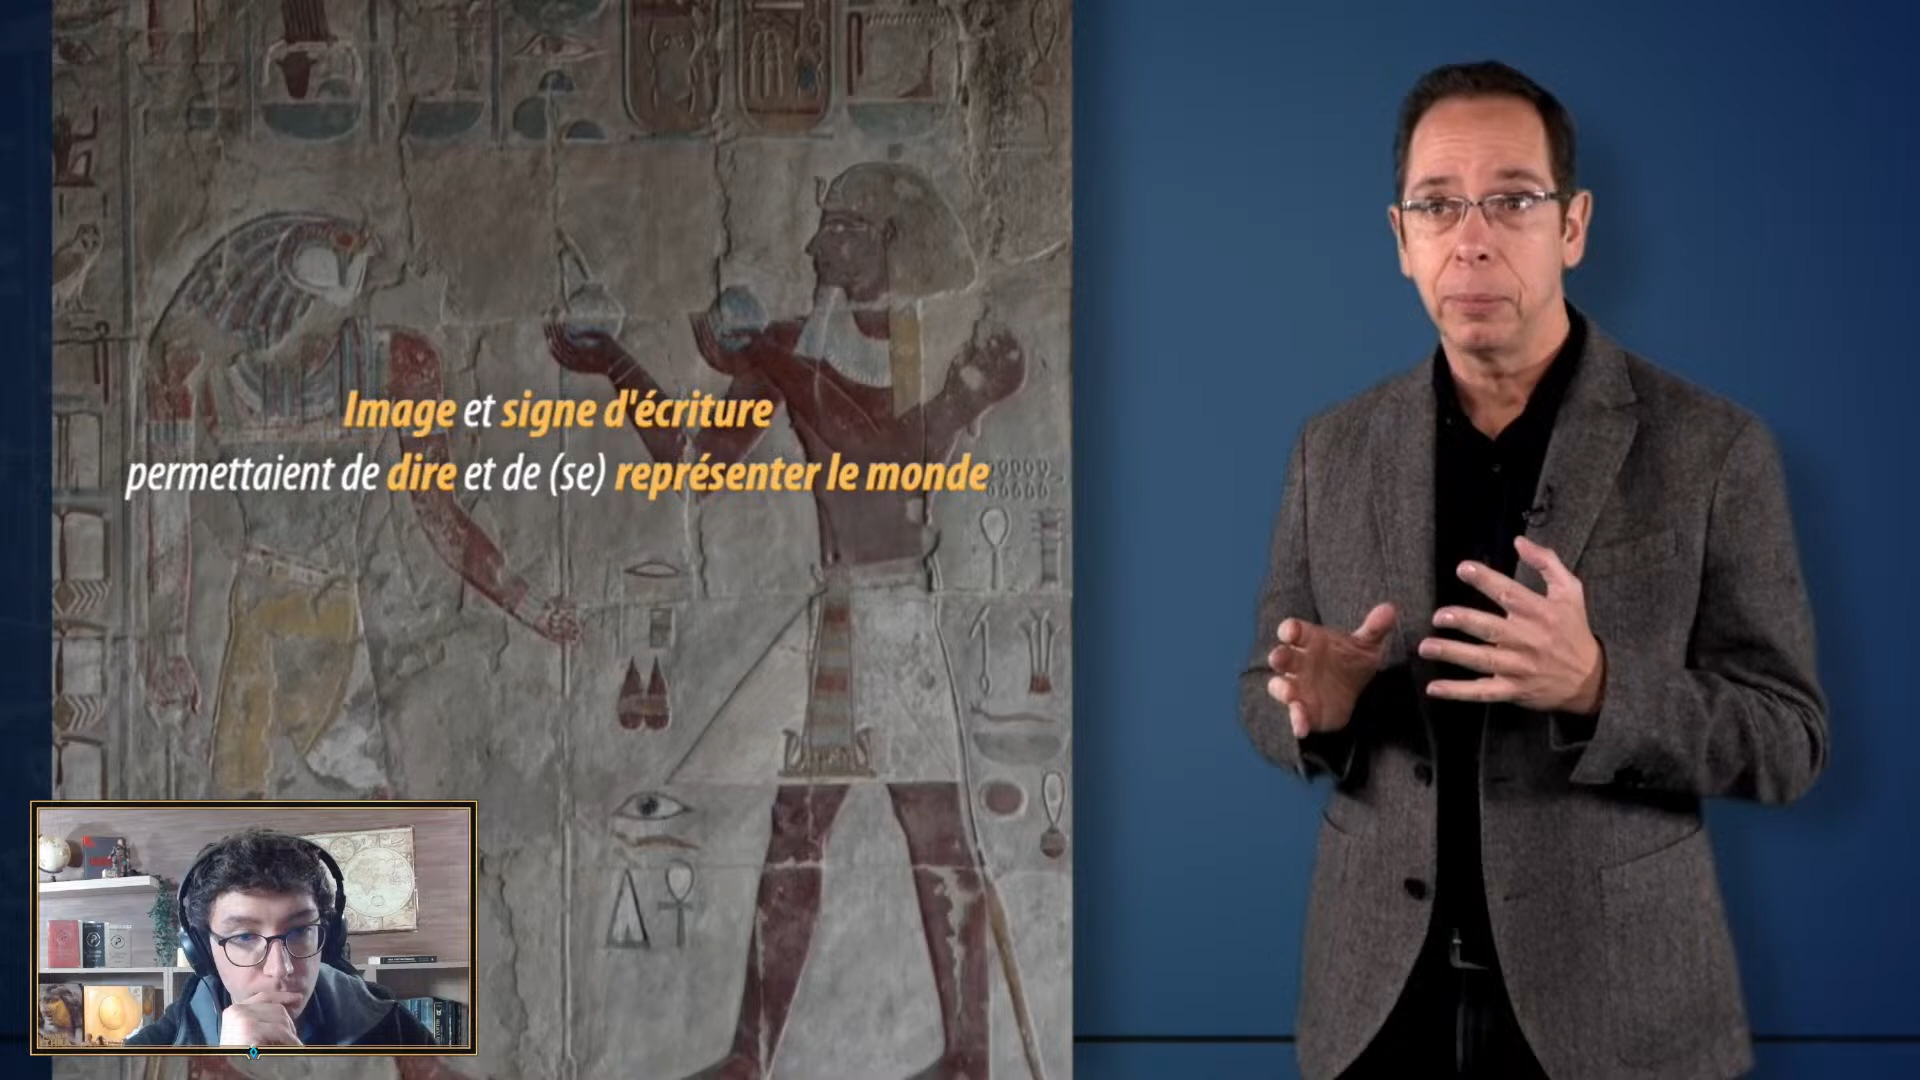 Image et signe d'écriture
permettaient de dire et de (se) représenter le monde